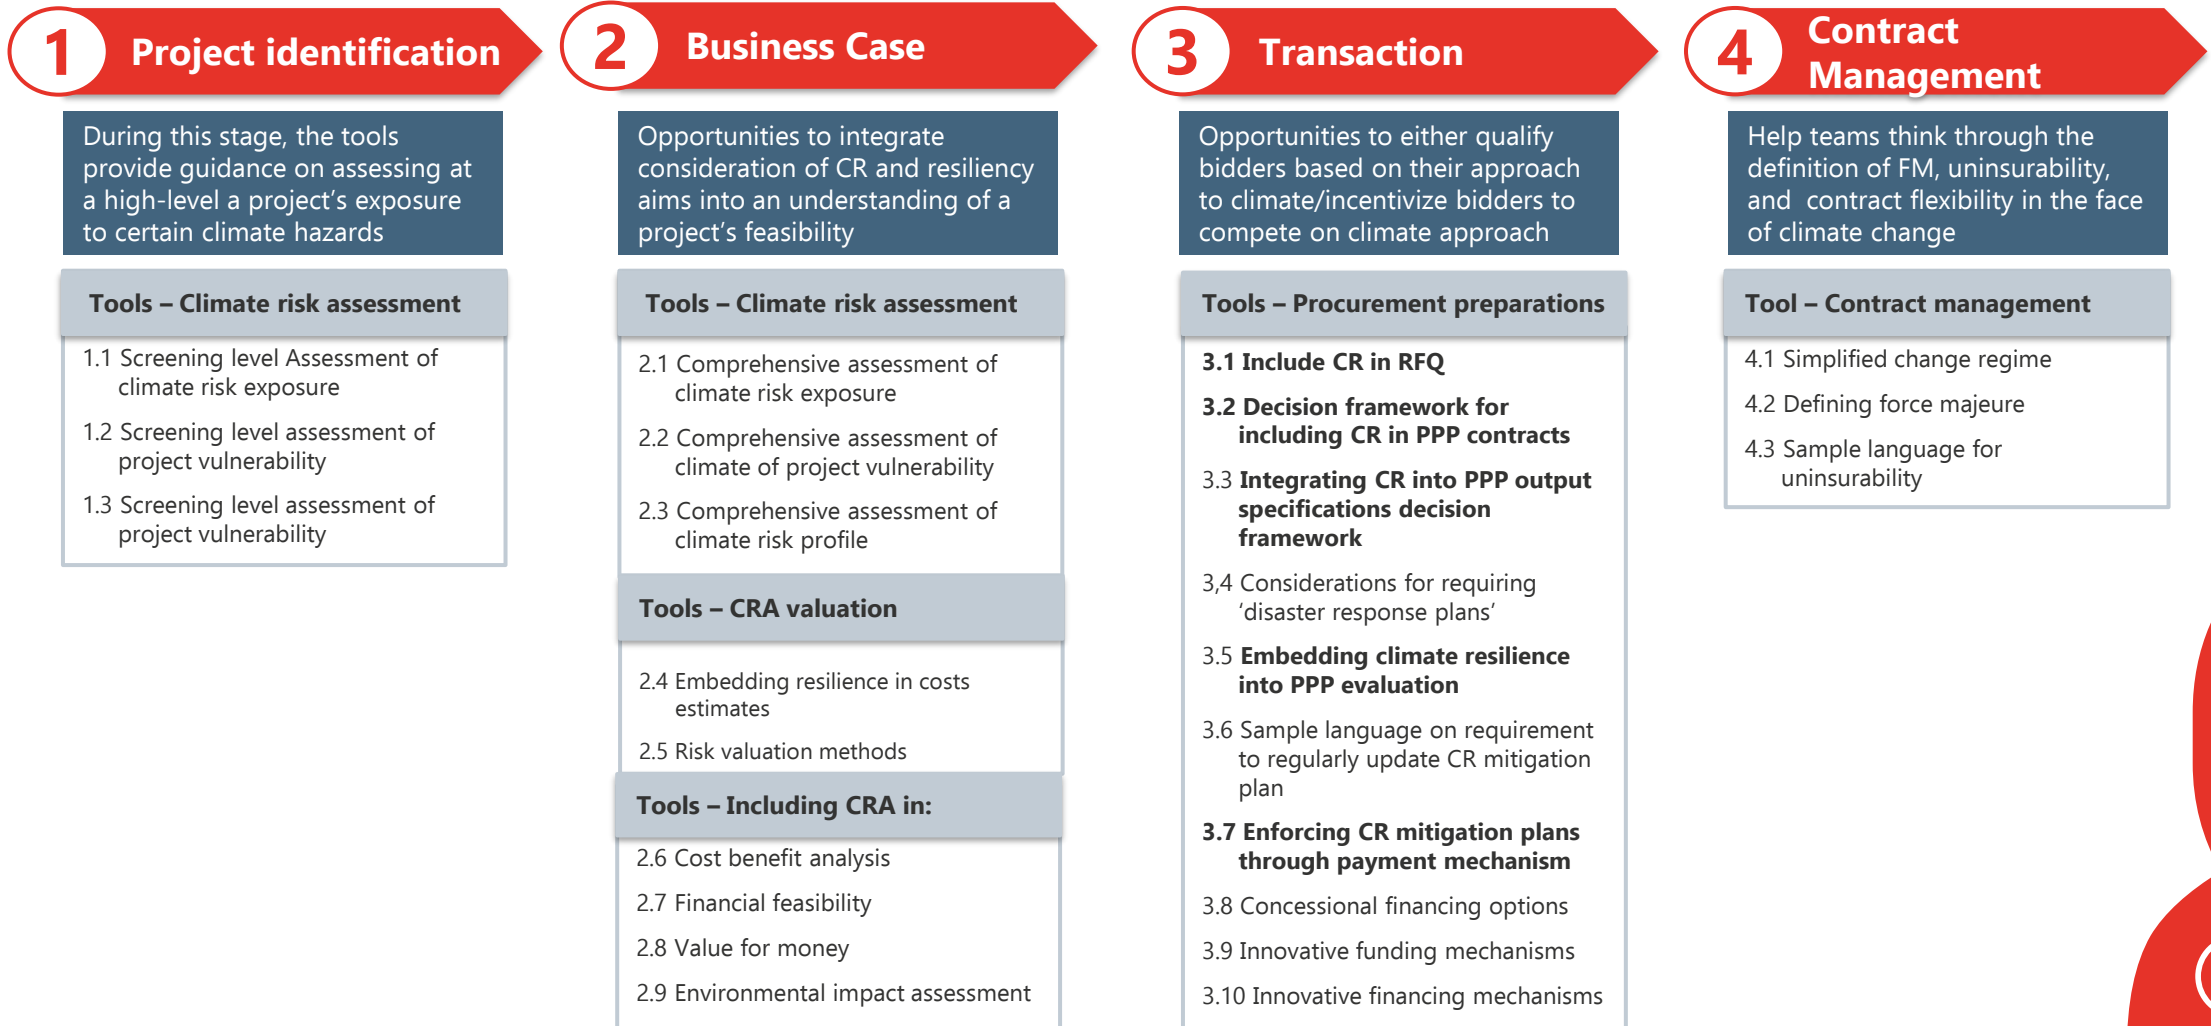 1
Project identification
During this stage, the tools
provide guidance on assessing at
a high-level a project's exposure
to certain climate hazards
Tools – Climate risk assessment
1.1 Screening level Assessment of
climate risk exposure
1.2 Screening level assessment of
project vulnerability
1.3 Screening level assessment of
project vulnerability
2
Business Case
Opportunities to integrate
consideration of CR and resiliency
aims into an understanding of a
project's feasibility
Tools – Climate risk assessment
2.1 Comprehensive assessment of
climate risk exposure
2.2 Comprehensive assessment of
climate of project vulnerability
2.3 Comprehensive assessment of
climate risk profile
Tools – CRA valuation
2.4 Embedding resilience in costs
estimates
2.5 Risk valuation methods
Tools – Including CRA in:
2.6 Cost benefit analysis
2.7 Financial feasibility
2.8 Value for money
2.9 Environmental impact assessment
3
Transaction
Opportunities to either qualify
bidders based on their approach
to climate/incentivize bidders to
compete on climate approach
Tools – Procurement preparations
3.1 Include CR in RFQ
3.2 Decision framework for
including CR in PPP contracts
3.3 Integrating CR into PPP output
specifications decision
framework
3,4 Considerations for requiring
‘disaster response plans’
3.5 Embedding climate resilience
into PPP evaluation
3.6 Sample language on requirement
to regularly update CR mitigation
plan
3.7 Enforcing CR mitigation plans
through payment mechanism
3.8 Concessional financing options
3.9 Innovative funding mechanisms
3.10 Innovative financing mechanisms
4
Contract
Management
Help teams think through the
definition of FM, uninsurability,
and  contract flexibility in the face
of climate change
Tool – Contract management
4.1 Simplified change regime
4.2 Defining force majeure
4.3 Sample language for
uninsurability